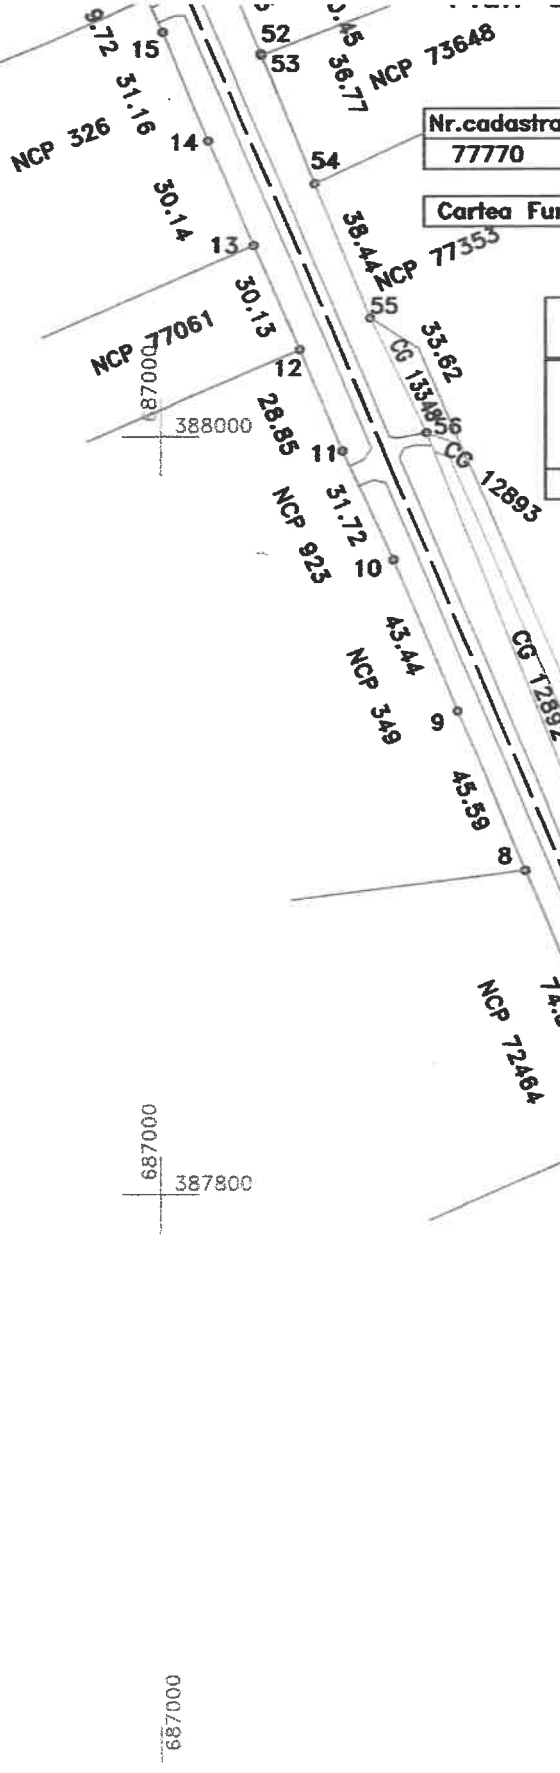 52
15
53
31.16
36.77
NCP 73648
NCP 326
14
Nr.cadastra
77770
54
30.14
38.44
Cartea Fu
13
NCP 77353
30.13
55
NCP 77061
33.62
12
CG 13348
687000
388000
28.85
56
11
CG 12893
31.72
NCP 923
10
43.44
CG 12892
NCP 349
9
45.59
8
NCP 72464
687000
387800
687000